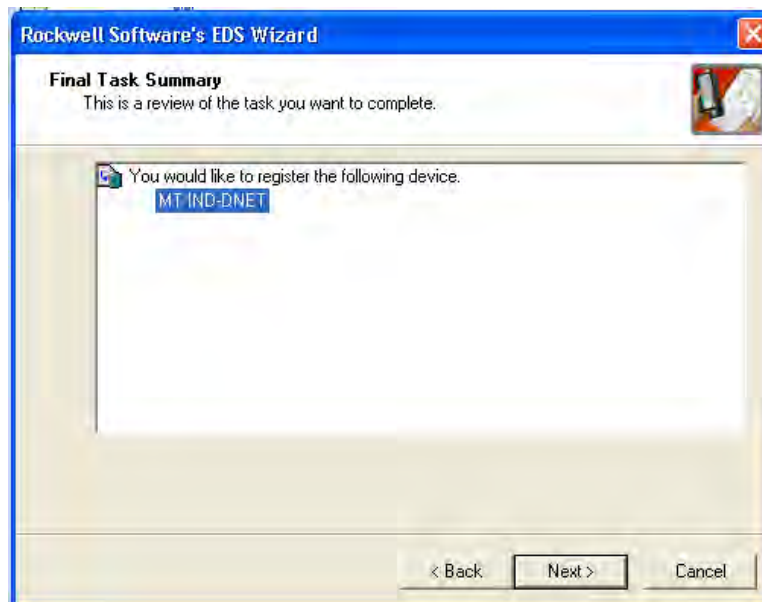 Rockwell Software's EDS Wizard
Final Task Summary
This is a review of the task you want to complete.
You would like to register the following device.
MT IND-DNET
< Back
Next >
Cancel